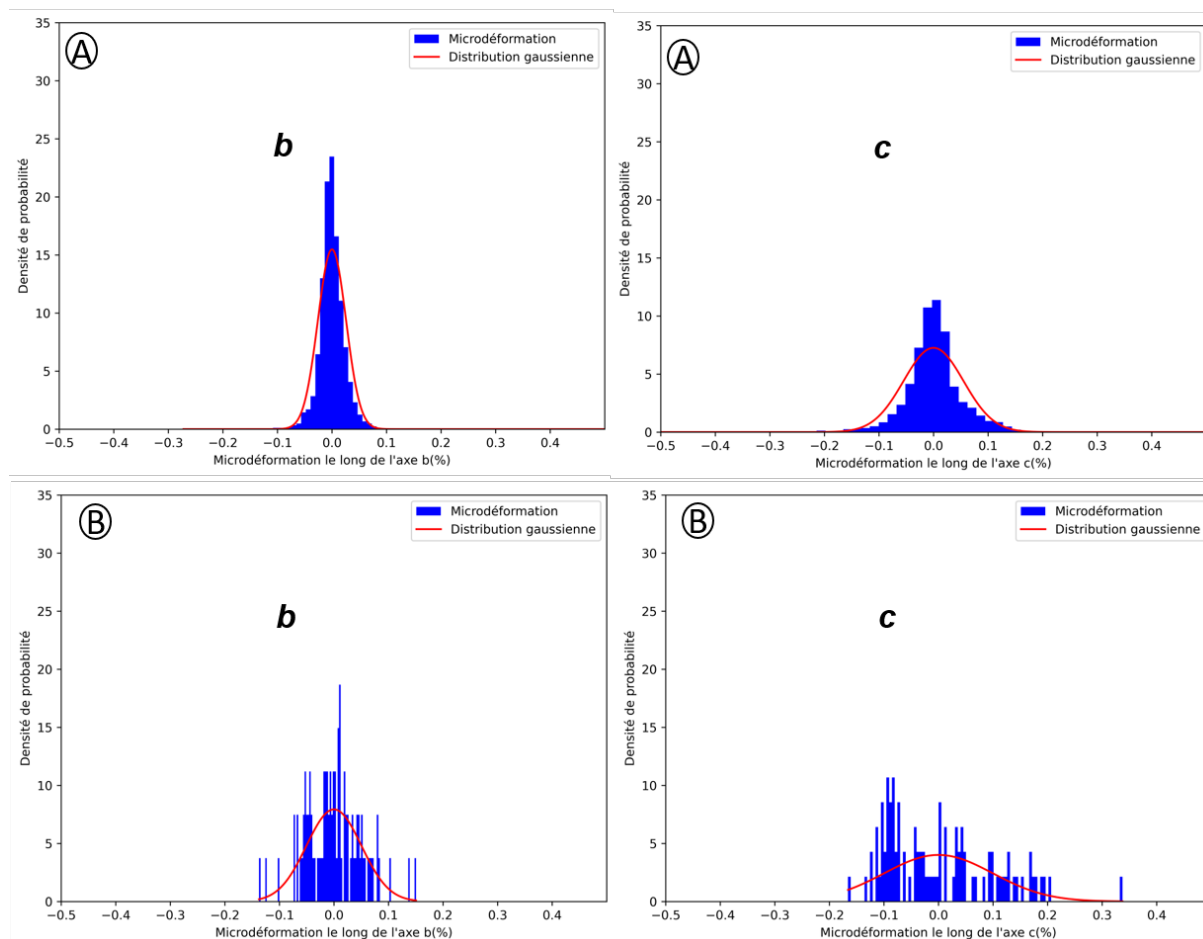 A
b
Microdéformation
Distribution gaussienne
Densité de probabilité
35
30
25
20
15
10
5
0
−0.5 −0.4 −0.3 −0.2 −0.1 0.0 0.1 0.2 0.3 0.4
Microdéformation le long de l'axe b(%)
A
c
Microdéformation
Distribution gaussienne
Densité de probabilité
35
30
25
20
15
10
5
0
−0.5 −0.4 −0.3 −0.2 −0.1 0.0 0.1 0.2 0.3 0.4
Microdéformation le long de l'axe c(%)
B
b
Microdéformation
Distribution gaussienne
Densité de probabilité
35
30
25
20
15
10
5
0
−0.5 −0.4 −0.3 −0.2 −0.1 0.0 0.1 0.2 0.3 0.4
Microdéformation le long de l'axe b(%)
B
c
Microdéformation
Distribution gaussienne
Densité de probabilité
35
30
25
20
15
10
5
0
−0.5 −0.4 −0.3 −0.2 −0.1 0.0 0.1 0.2 0.3 0.4
Microdéformation le long de l'axe c(%)